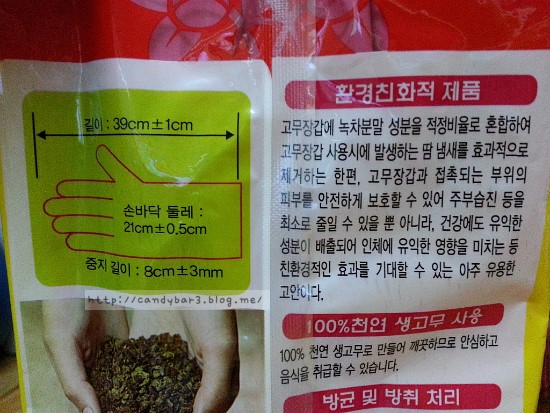 길이 : 39cm±1cm
손바닥 둘레 :
21cm±0.5cm
중지 길이 : 8cm±3mm
http://candybar3.blog.me/
환경친화적 제품
고무장갑에 녹차분말 성분을 적정비율로 혼합하여
고무장갑 사용시에 발생하는 땀 냄새를 효과적으로
제거하는 한편, 고무장갑과 접촉되는 부위의
피부를 안전하게 보호할 수 있어 주부습진 등을
최소로 줄일 수 있을 뿐 아니라, 건강에도 유익한
성분이 배출되어 인체에 유익한 영향을 미치는 등
친환경적인 효과를 기대할 수 있는 아주 유용한
고안이다.
100%천연 생고무 사용
100% 천연 생고무로 만들어 깨끗하므로 안심하고
음식을 취급할 수 있습니다.
방균 및 방취 처리